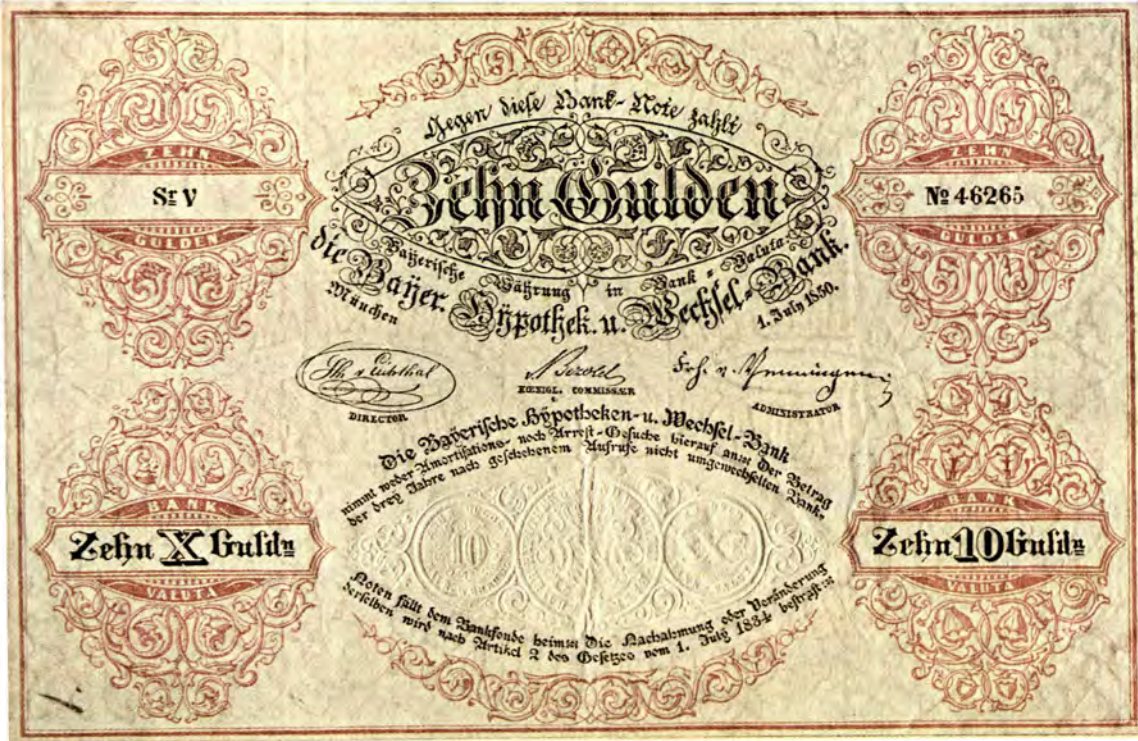 Gegen diese Bank-Note zahlt
ZEHN
Sr V
GULDEN
Zehn Gulden
ZEHN
No 46265
GULDEN
Bayerische Währung in Bank-Valuta
die Bayer. Hypothek. u. Wechsel-Bank.
München
1. July 1850.
DIRECTOR
KOENIGL. COMMISSÆR
ADMINISTRATOR
Die Bayerische Hypotheken- u. Wechsel-Bank
nimmt weder Amortisations- noch Arrest-Gesuche hierauf an Der Betrag
der drey Jahre nach geschehenem Aufrufe nicht umgewechselten Bank-
BANK
Zehn X Guldn
VALUTA
10
BANK
Zehn 10 Guldn
VALUTA
Noten fällt dem Bankfonde heim Die Nachahmung oder Veränderung
derselben wird nach Artikel 2 des Gesetzes vom 1. July 1834 bestraft